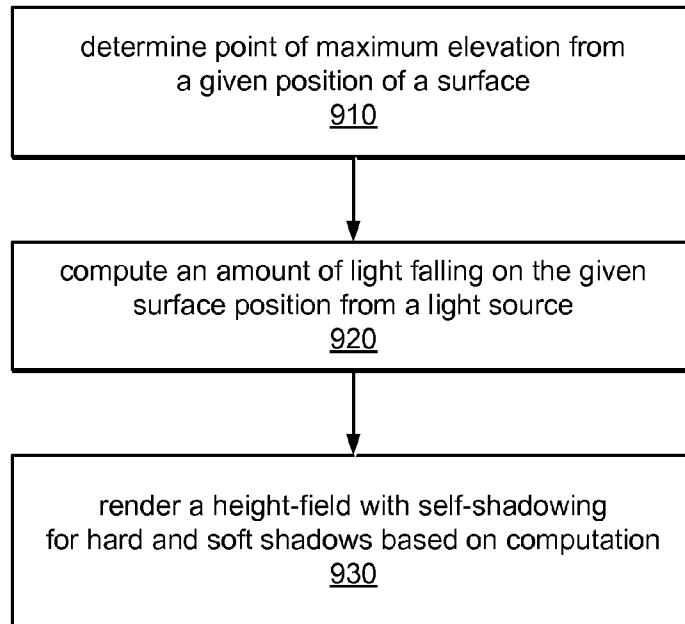 determine point of maximum elevation from
a given position of a surface
910
compute an amount of light falling on the given
surface position from a light source
920
render a height-field with self-shadowing
for hard and soft shadows based on computation
930